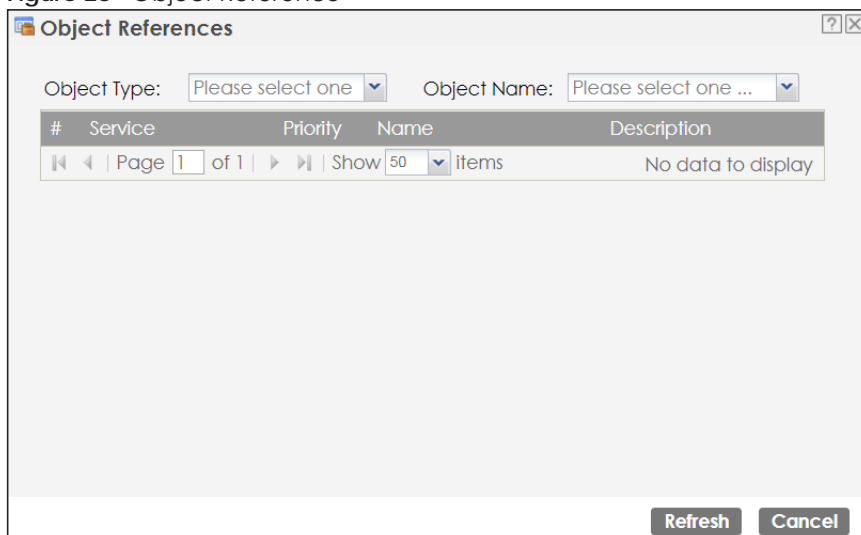 Object References ? X
Object Type: Please select one Object Name: Please select one ...
# Service Priority Name Description
Page 1 of 1 Show 50 items No data to display
Refresh Cancel